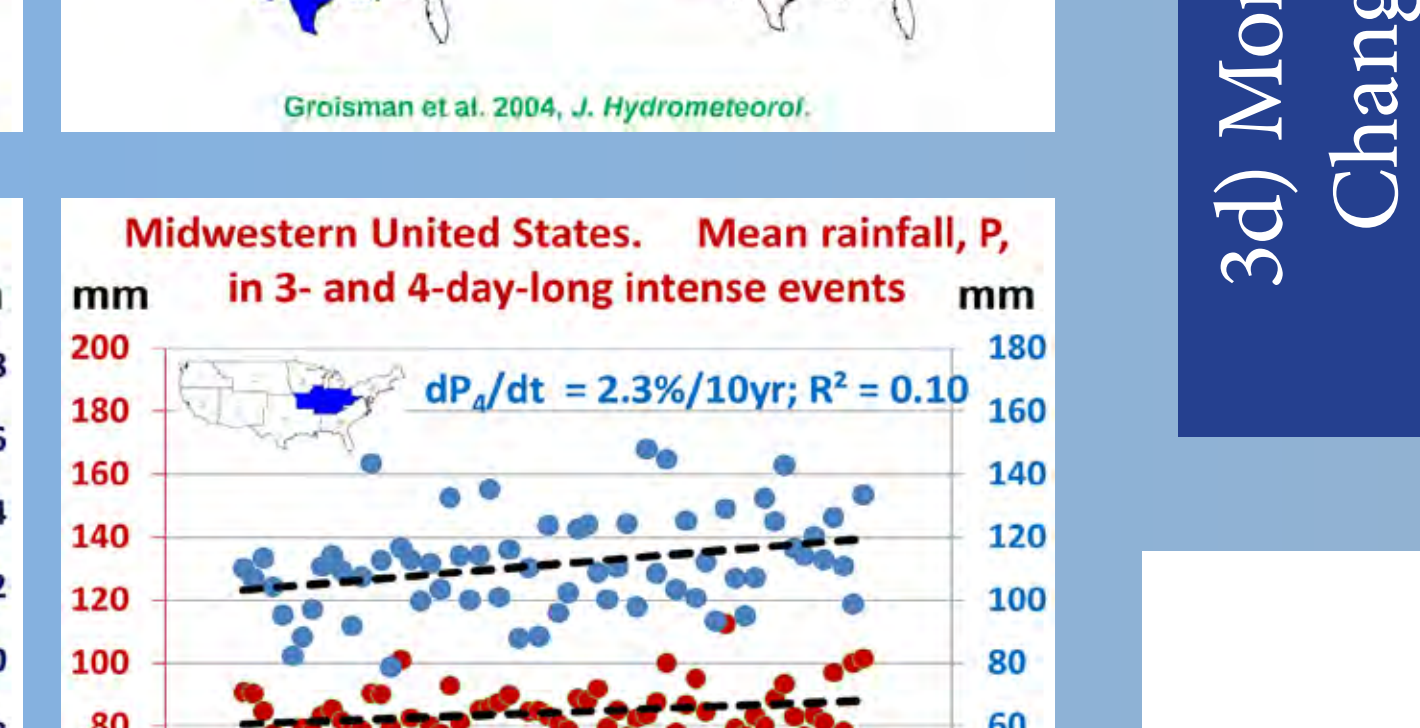 Groisman et al. 2004, J. Hydrometeorol.
3d) Mo
Chang
Midwestern United States. Mean rainfall, P,
in 3- and 4-day-long intense events
mm
mm
dP₄/dt = 2.3%/10yr; R² = 0.10
200
180
160
140
120
100
80
180
160
140
120
100
80
60